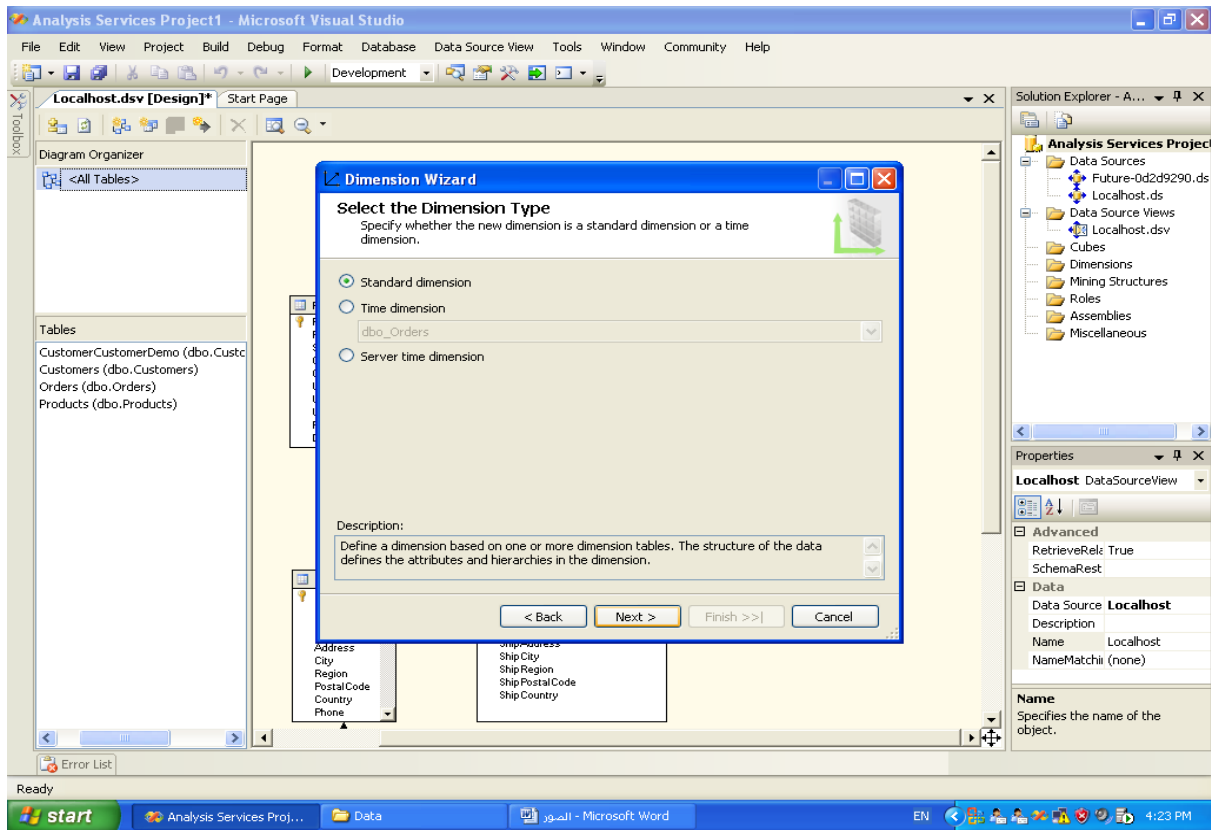 Analysis Services Project1 - Microsoft Visual Studio
File Edit View Project Build Debug Format Database Data Source View Tools Window Community Help
Development
Toolbox
Localhost.dsv [Design]* Start Page
Diagram Organizer
<All Tables>
Tables
CustomerCustomerDemo (dbo.Custc
Customers (dbo.Customers)
Orders (dbo.Orders)
Products (dbo.Products)
Dimension Wizard
Select the Dimension Type
Specify whether the new dimension is a standard dimension or a time
dimension.
Standard dimension
Time dimension
dbo_Orders
Server time dimension
Description:
Define a dimension based on one or more dimension tables. The structure of the data
defines the attributes and hierarchies in the dimension.
< Back Next > Finish >>| Cancel
Address
City
Region
PostalCode
Country
Phone
ShipAddress
ShipCity
ShipRegion
ShipPostalCode
ShipCountry
Solution Explorer - A...
Analysis Services Projec
Data Sources
Future-0d2d9290.ds
Localhost.ds
Data Source Views
Localhost.dsv
Cubes
Dimensions
Mining Structures
Roles
Assemblies
Miscellaneous
Properties
Localhost DataSourceView
Advanced
RetrieveRela True
SchemaRest
Data
Data Source Localhost
Description
Name Localhost
NameMatchi (none)
Name
Specifies the name of the
object.
Error List
Ready
start Analysis Services Proj... Data الصور - Microsoft Word EN 4:23 PM